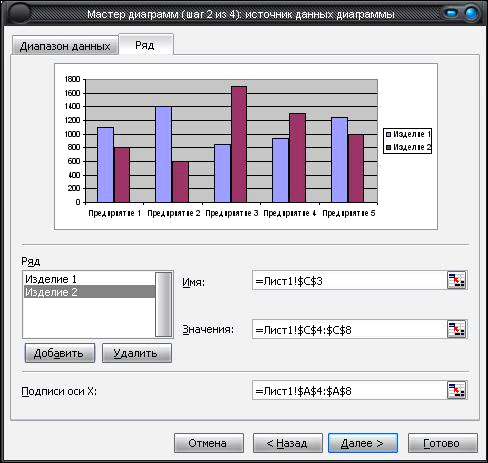 Мастер диаграмм (шаг 2 из 4): источник данных диаграммы
Диапазон данных
Ряд
1800
1600
1400
1200
1000
800
600
400
200
0
Предприятие 1 Предприятие 2 Предприятие 3 Предприятие 4 Предприятие 5
Изделие 1
Изделие 2
Ряд
Изделие 1
Изделие 2
Имя:
=Лист1!$C$3
Значения:
=Лист1!$C$4:$C$8
Добавить
Удалить
Подписи оси X:
=Лист1!$A$4:$A$8
Отмена
< Назад
Далее >
Готово